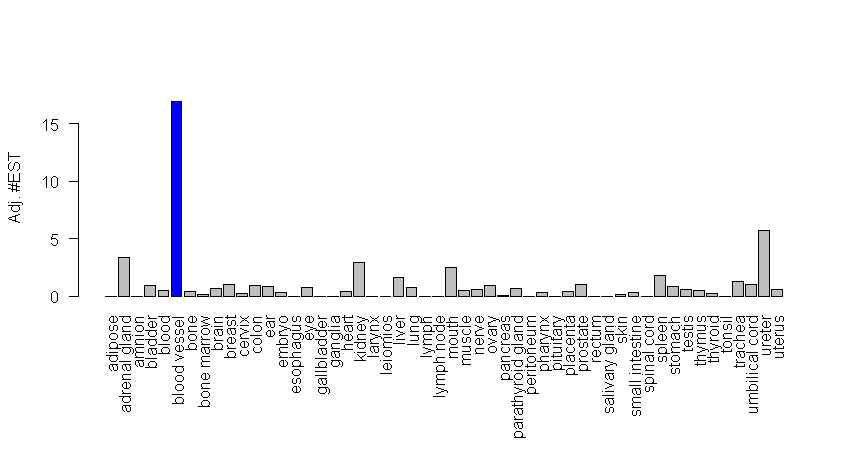 Adj. #EST
15
10
5
0
adipose
adrenal gland
amnion
bladder
blood
blood vessel
bone
bone marrow
brain
breast
cervix
colon
ear
embryo
esophagus
eye
gallbladder
ganglia
heart
kidney
larynx
leiomios
liver
lung
lymph
lymph node
mouth
muscle
nerve
ovary
pancreas
parathyroid gland
peritoneum
pharynx
pituitary
placenta
prostate
rectum
salivary gland
skin
small intestine
spinal cord
spleen
stomach
testis
thymus
thyroid
tonsil
trachea
umbilical cord
ureter
uterus